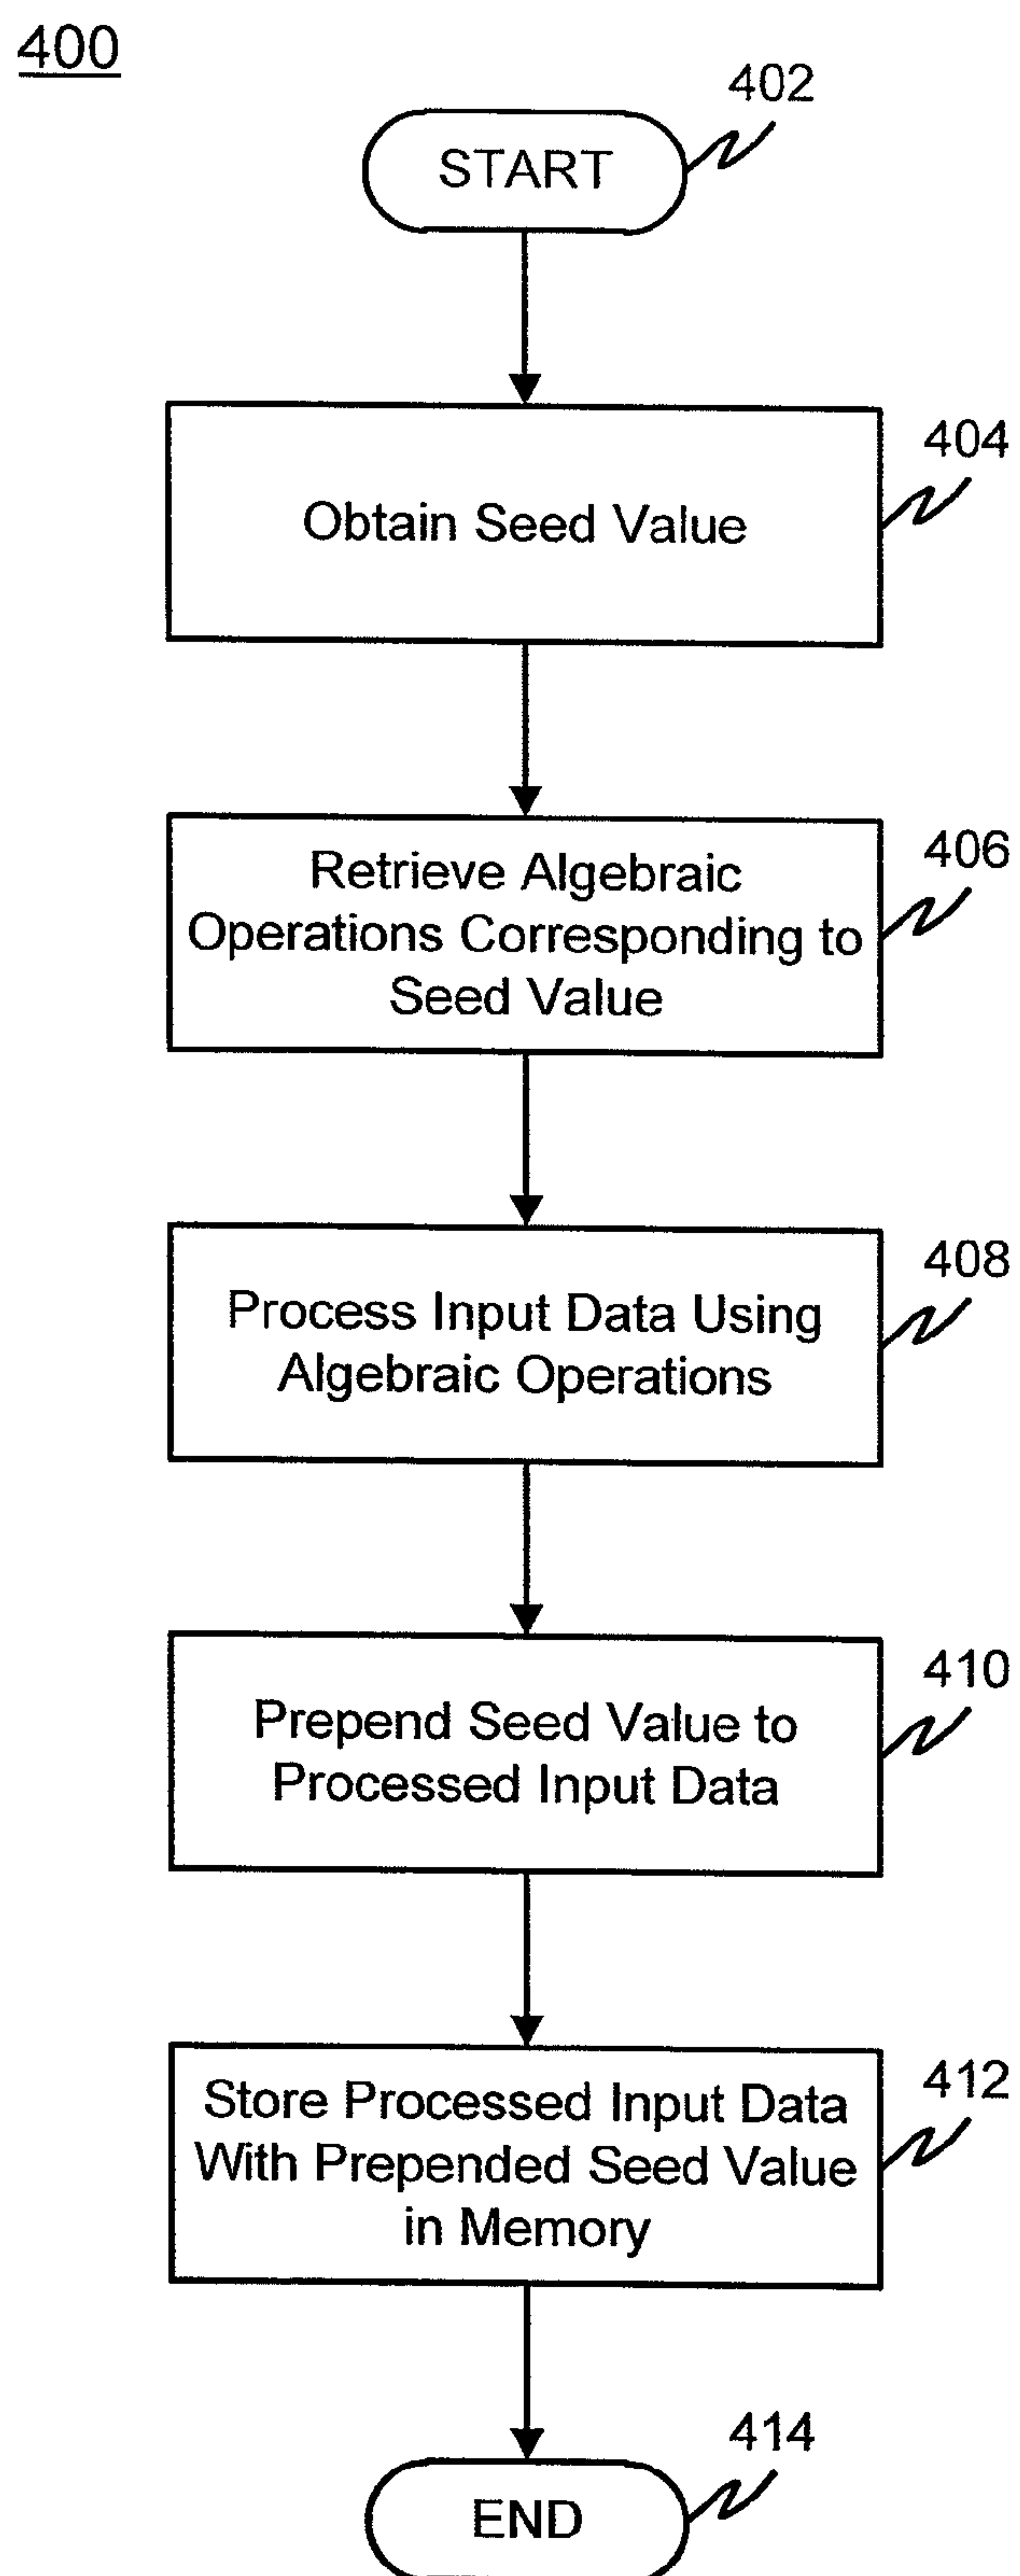 400
402
START
404
Obtain Seed Value
406
Retrieve Algebraic
Operations Corresponding to
Seed Value
408
Process Input Data Using
Algebraic Operations
410
Prepend Seed Value to
Processed Input Data
412
Store Processed Input Data
With Prepended Seed Value
in Memory
414
END